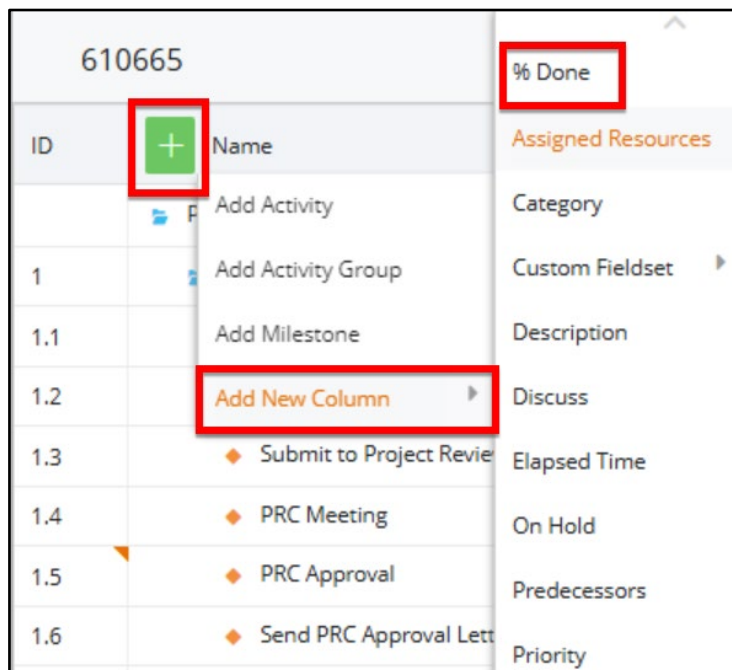 610665
ID
Name
P
1
1.1
1.2
1.3
Submit to Project Revie
1.4
PRC Meeting
1.5
PRC Approval
1.6
Send PRC Approval Lett
Add Activity
Add Activity Group
Add Milestone
Add New Column
% Done
Assigned Resources
Category
Custom Fieldset
Description
Discuss
Elapsed Time
On Hold
Predecessors
Priority